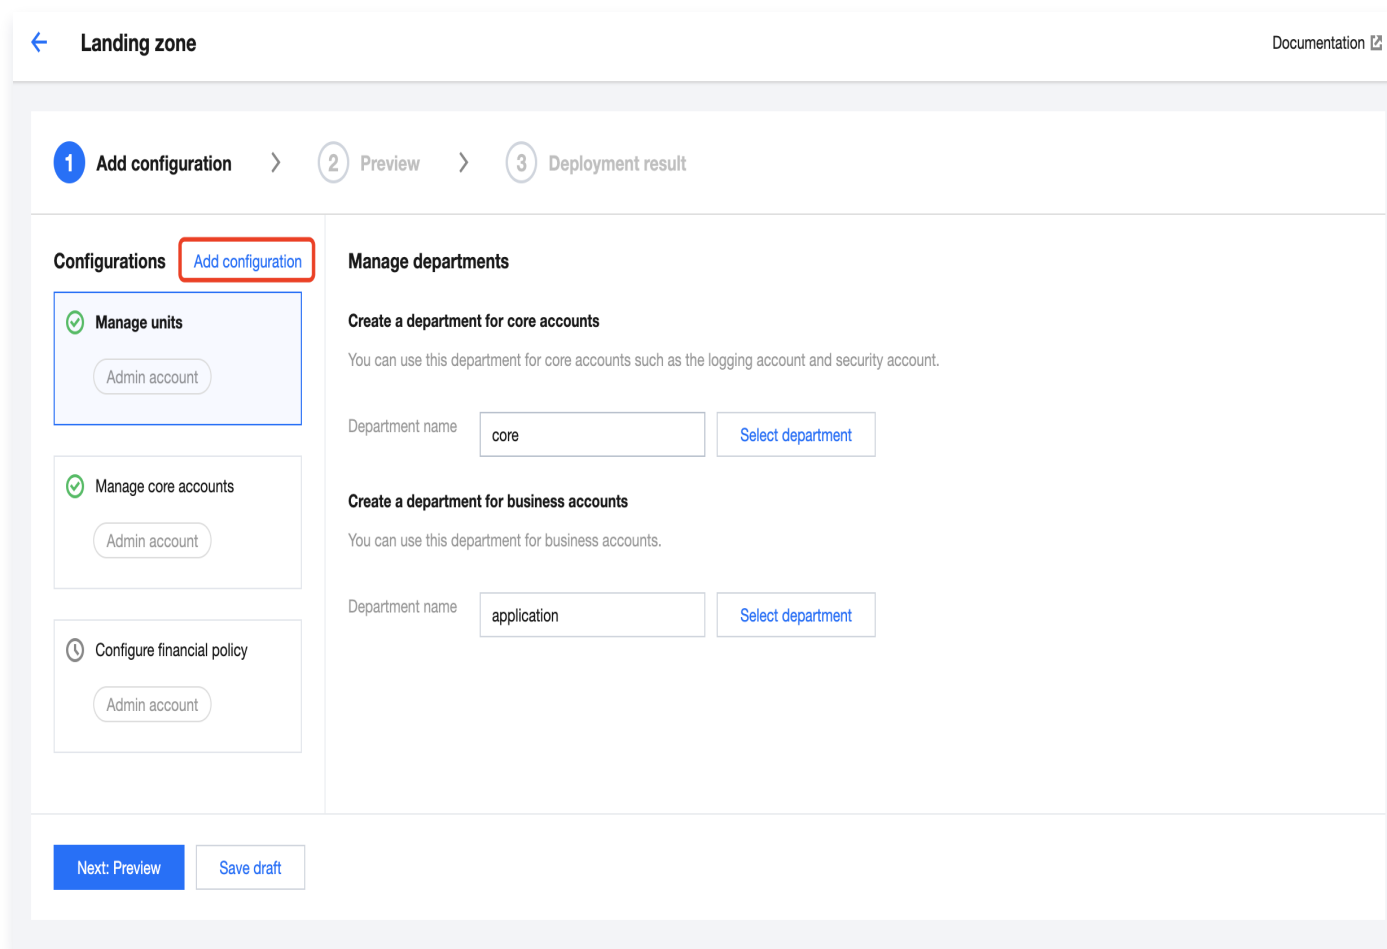 Landing zone
Documentation
1 Add configuration
2 Preview
3 Deployment result
Configurations Add configuration
Manage units
Admin account
Manage core accounts
Admin account
Configure financial policy
Admin account
Manage departments
Create a department for core accounts
You can use this department for core accounts such as the logging account and security account.
Department name core Select department
Create a department for business accounts
You can use this department for business accounts.
Department name application Select department
Next: Preview Save draft